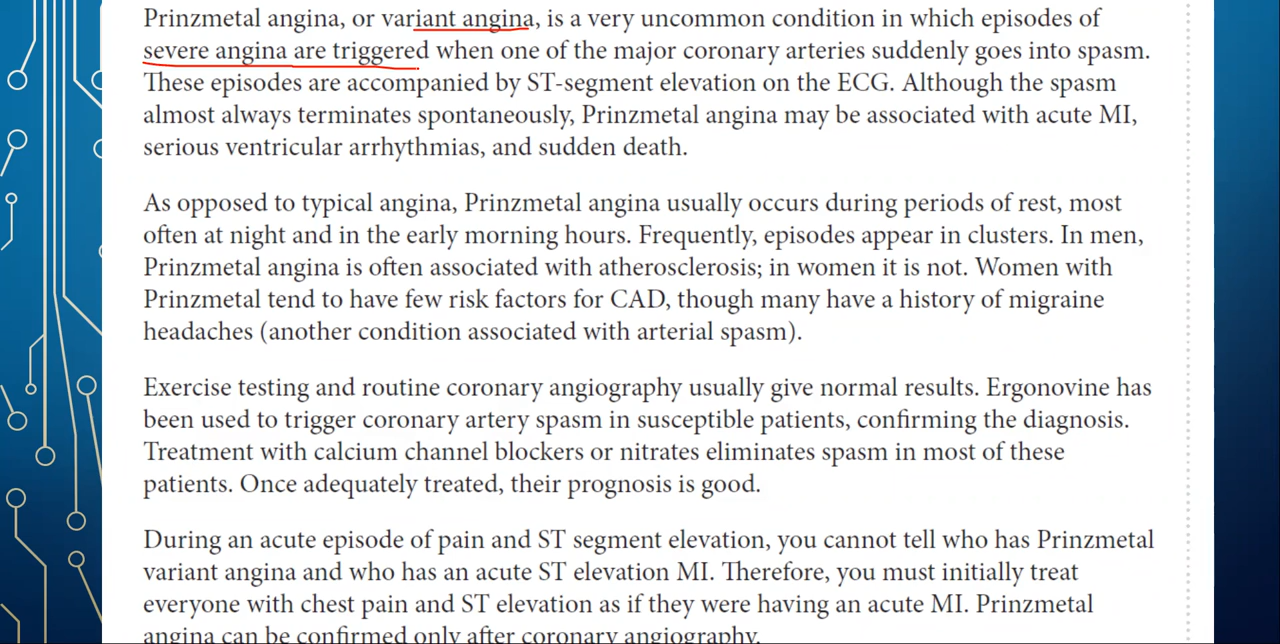 Prinzmetal angina, or variant angina, is a very uncommon condition in which episodes of
severe angina are triggered when one of the major coronary arteries suddenly goes into spasm.
These episodes are accompanied by ST-segment elevation on the ECG. Although the spasm
almost always terminates spontaneously, Prinzmetal angina may be associated with acute MI,
serious ventricular arrhythmias, and sudden death.
As opposed to typical angina, Prinzmetal angina usually occurs during periods of rest, most
often at night and in the early morning hours. Frequently, episodes appear in clusters. In men,
Prinzmetal angina is often associated with atherosclerosis; in women it is not. Women with
Prinzmetal tend to have few risk factors for CAD, though many have a history of migraine
headaches (another condition associated with arterial spasm).
Exercise testing and routine coronary angiography usually give normal results. Ergonovine has
been used to trigger coronary artery spasm in susceptible patients, confirming the diagnosis.
Treatment with calcium channel blockers or nitrates eliminates spasm in most of these
patients. Once adequately treated, their prognosis is good.
During an acute episode of pain and ST segment elevation, you cannot tell who has Prinzmetal
variant angina and who has an acute ST elevation MI. Therefore, you must initially treat
everyone with chest pain and ST elevation as if they were having an acute MI. Prinzmetal
angina can be confirmed only after coronary angiography.